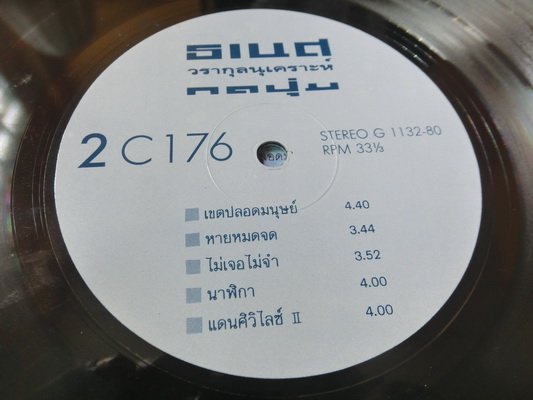 ธเนศ
วรากุลนุเคราะห์
กดปุ่ม
2 C176
STEREO G 1132-80
RPM 33⅓
เขตปลอดมนุษย์ 4.40
หายหมดจด 3.44
ไม่เจอไม่จำ 3.52
นาฬิกา 4.00
แดนศิวิไลซ์ II 4.00